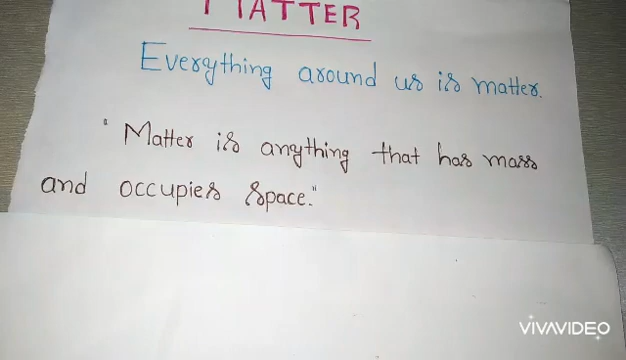 MATTER
Everything around us is matter.
"Matter is anything that has mass
and occupies space."
VIVAVIDEO